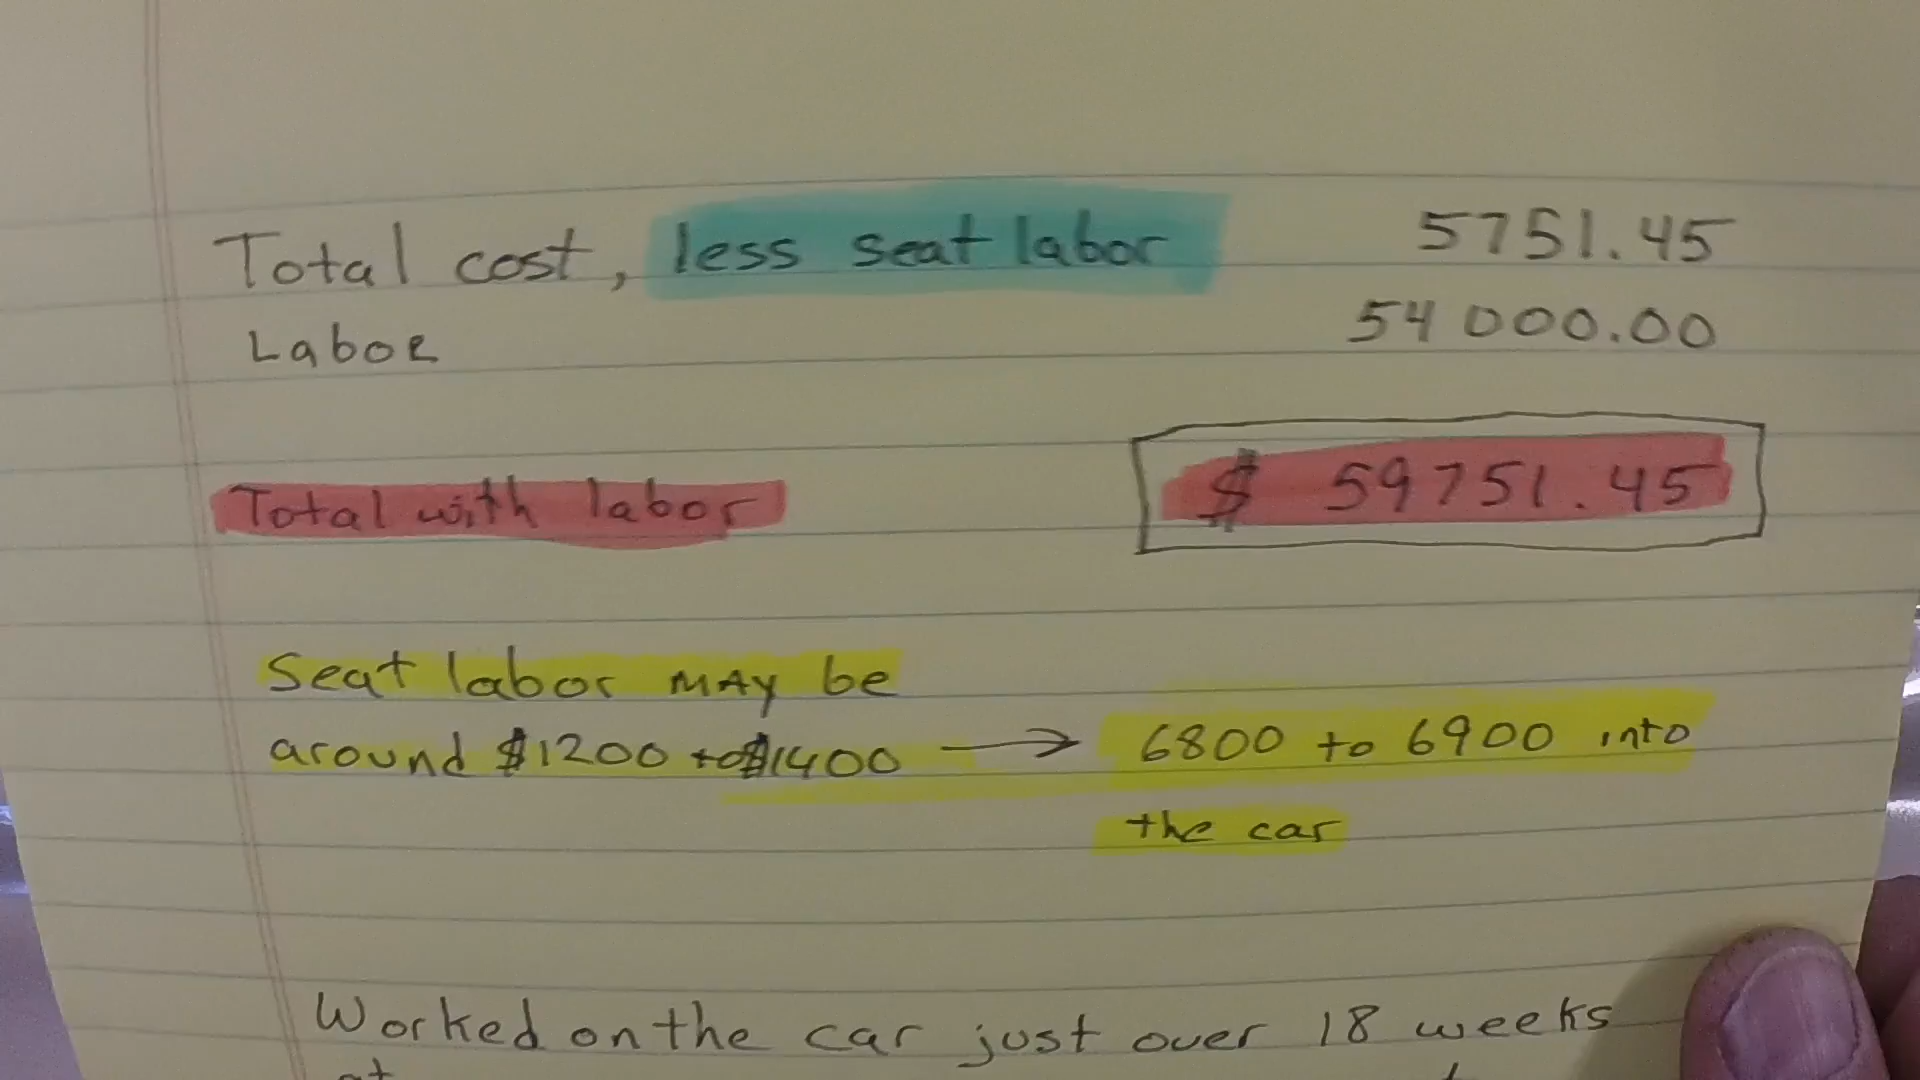 Total cost, less seat labor 5751.45
Labor 54000.00
Total with labor $ 59751.45
Seat labor MAY be
around $1200 to $1400 → 6800 to 6900 into
the car
Worked on the car just over 18 weeks
at